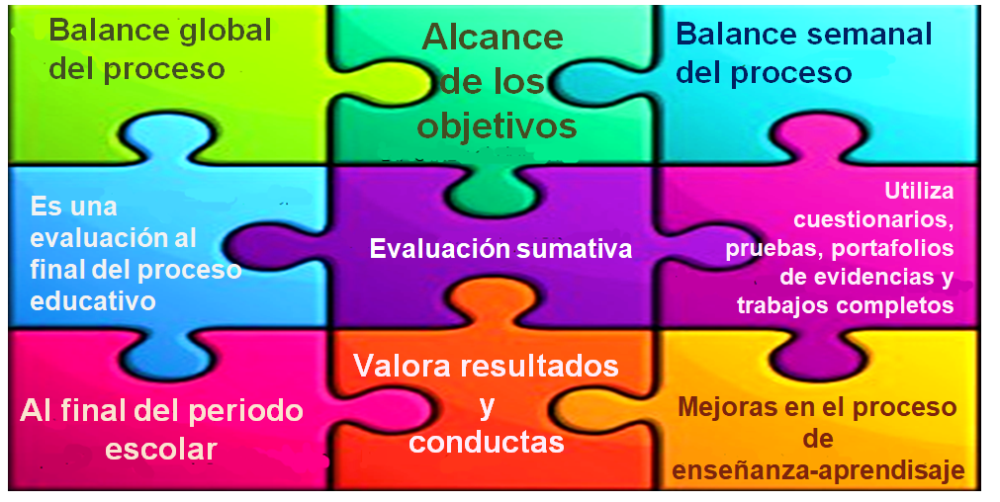 Balance global
del proceso
Alcance
de los
objetivos
Balance semanal
del proceso
Es una
evaluación al
final del proceso
educativo
Evaluación sumativa
Utiliza
cuestionarios,
pruebas, portafolios
de evidencias y
trabajos completos
Al final del periodo
escolar
Valora resultados
y
conductas
Mejoras en el proceso
de
enseñanza-aprendisaje